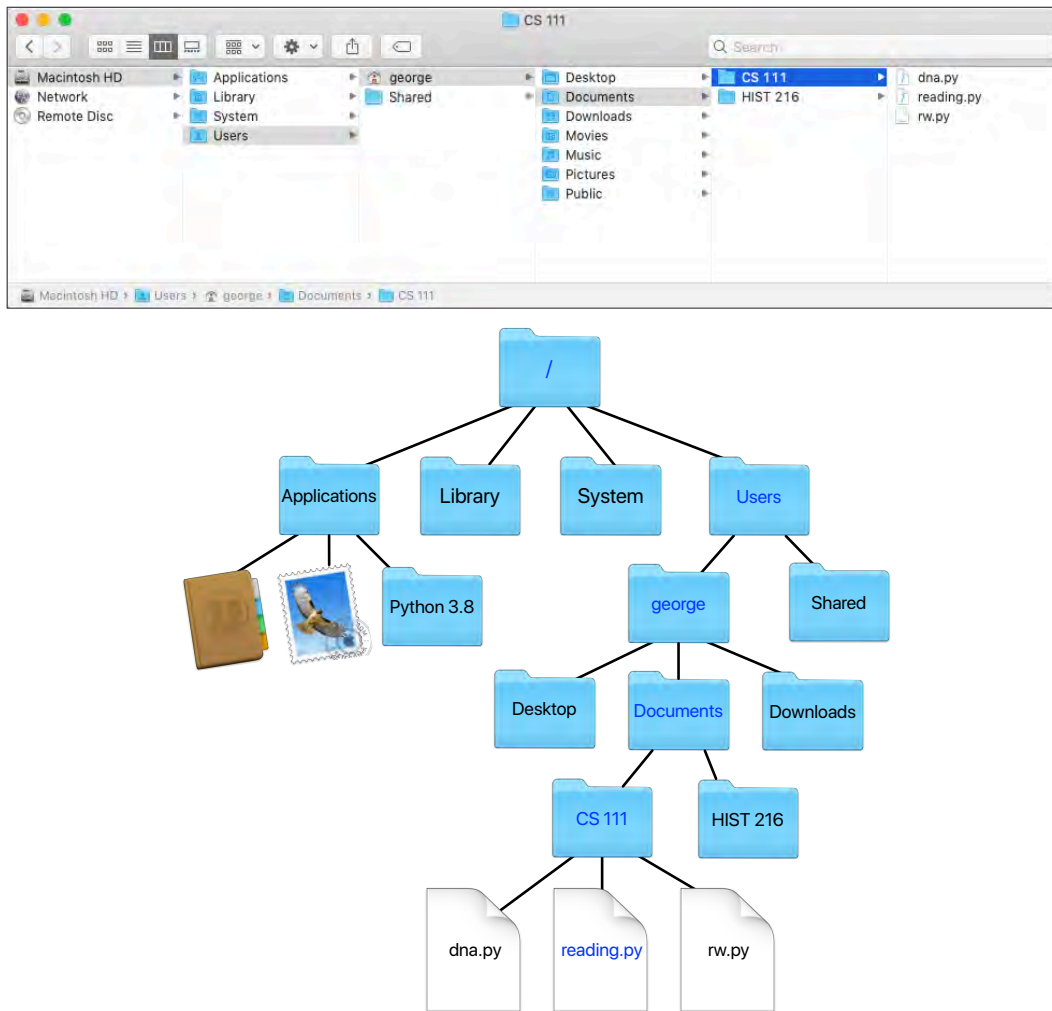 CS 111
Search
Macintosh HD Applications george Desktop CS 111 dna.py
Network Library Shared Documents HIST 216 reading.py
Remote Disc System Downloads rw.py
Users Movies
Music
Pictures
Public
Macintosh HD › Users › george › Documents › CS 111
/
Applications Library System Users
Python 3.8 george Shared
Desktop Documents Downloads
CS 111 HIST 216
dna.py reading.py rw.py